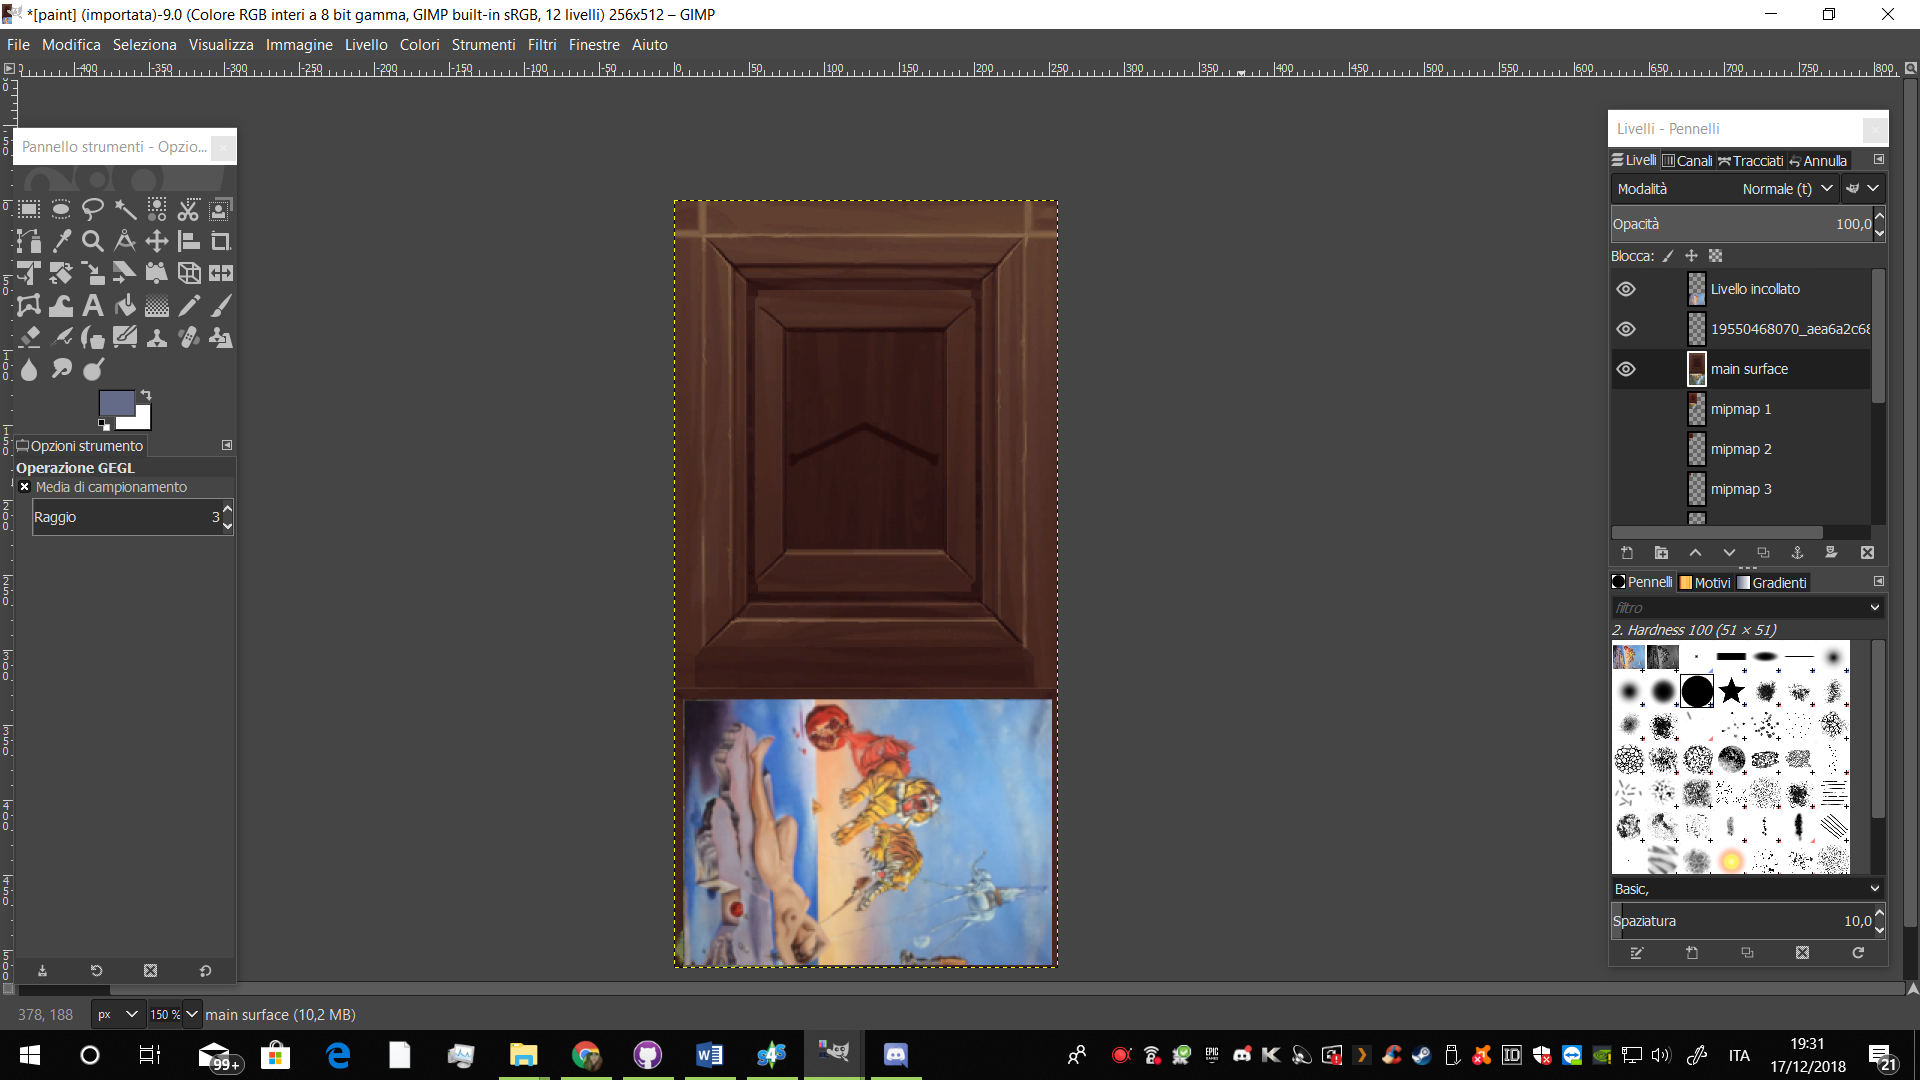 *[paint] (importata)-9.0 (Colore RGB interi a 8 bit gamma, GIMP built-in sRGB, 12 livelli) 256x512 – GIMP
File Modifica Seleziona Visualizza Immagine Livello Colori Strumenti Filtri Finestre Aiuto
-400 -350 -300 -250 -200 -150 -100 -50 0 50 100 150 200 250 300 350 400 450 500 550 600 650 700 750 800
Pannello strumenti - Opzio...
Opzioni strumento
Operazione GEGL
Media di campionamento
Raggio 3
Livelli - Pennelli
Livelli Canali Tracciati Annulla
Modalità Normale (t)
Opacità 100,0
Blocca:
Livello incollato
19550468070_aea6a2c68
main surface
mipmap 1
mipmap 2
mipmap 3
Pennelli Motivi Gradienti
filtro
2. Hardness 100 (51 × 51)
Basic,
Spaziatura 10,0
378, 188 px 150 % main surface (10,2 MB)
99+
EPIC
ITA
19:31
17/12/2018
21